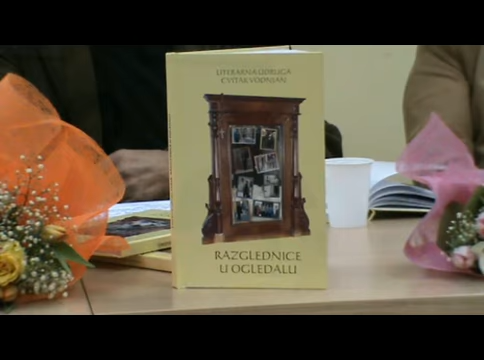 LITERARNA UDRUGA
CVITAK VODNJAN
RAZGLEDNICE
U OGLEDALU